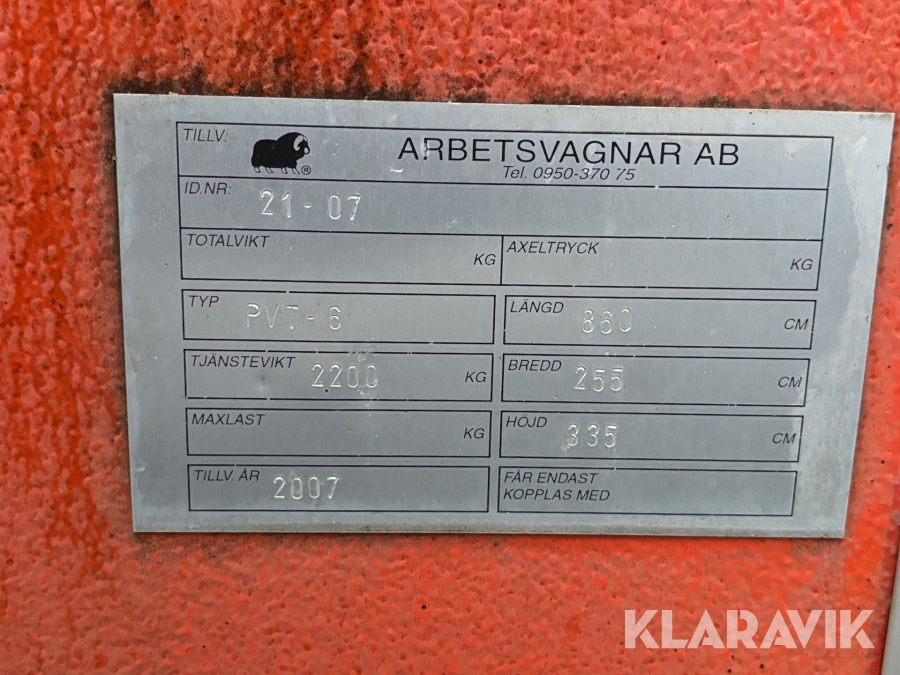 TILLV:
®
ARBETSVAGNAR AB
Tel. 0950-370 75
ID.NR: 21-07
TOTALVIKT KG
AXELTRYCK KG
TYP PVT-6
LÄNGD 860 CM
TJÄNSTEVIKT 2200 KG
BREDD 255 CM
MAXLAST KG
HÖJD 335 CM
TILLV. ÅR 2007
FÅR ENDAST
KOPPLAS MED
KLARAVIK